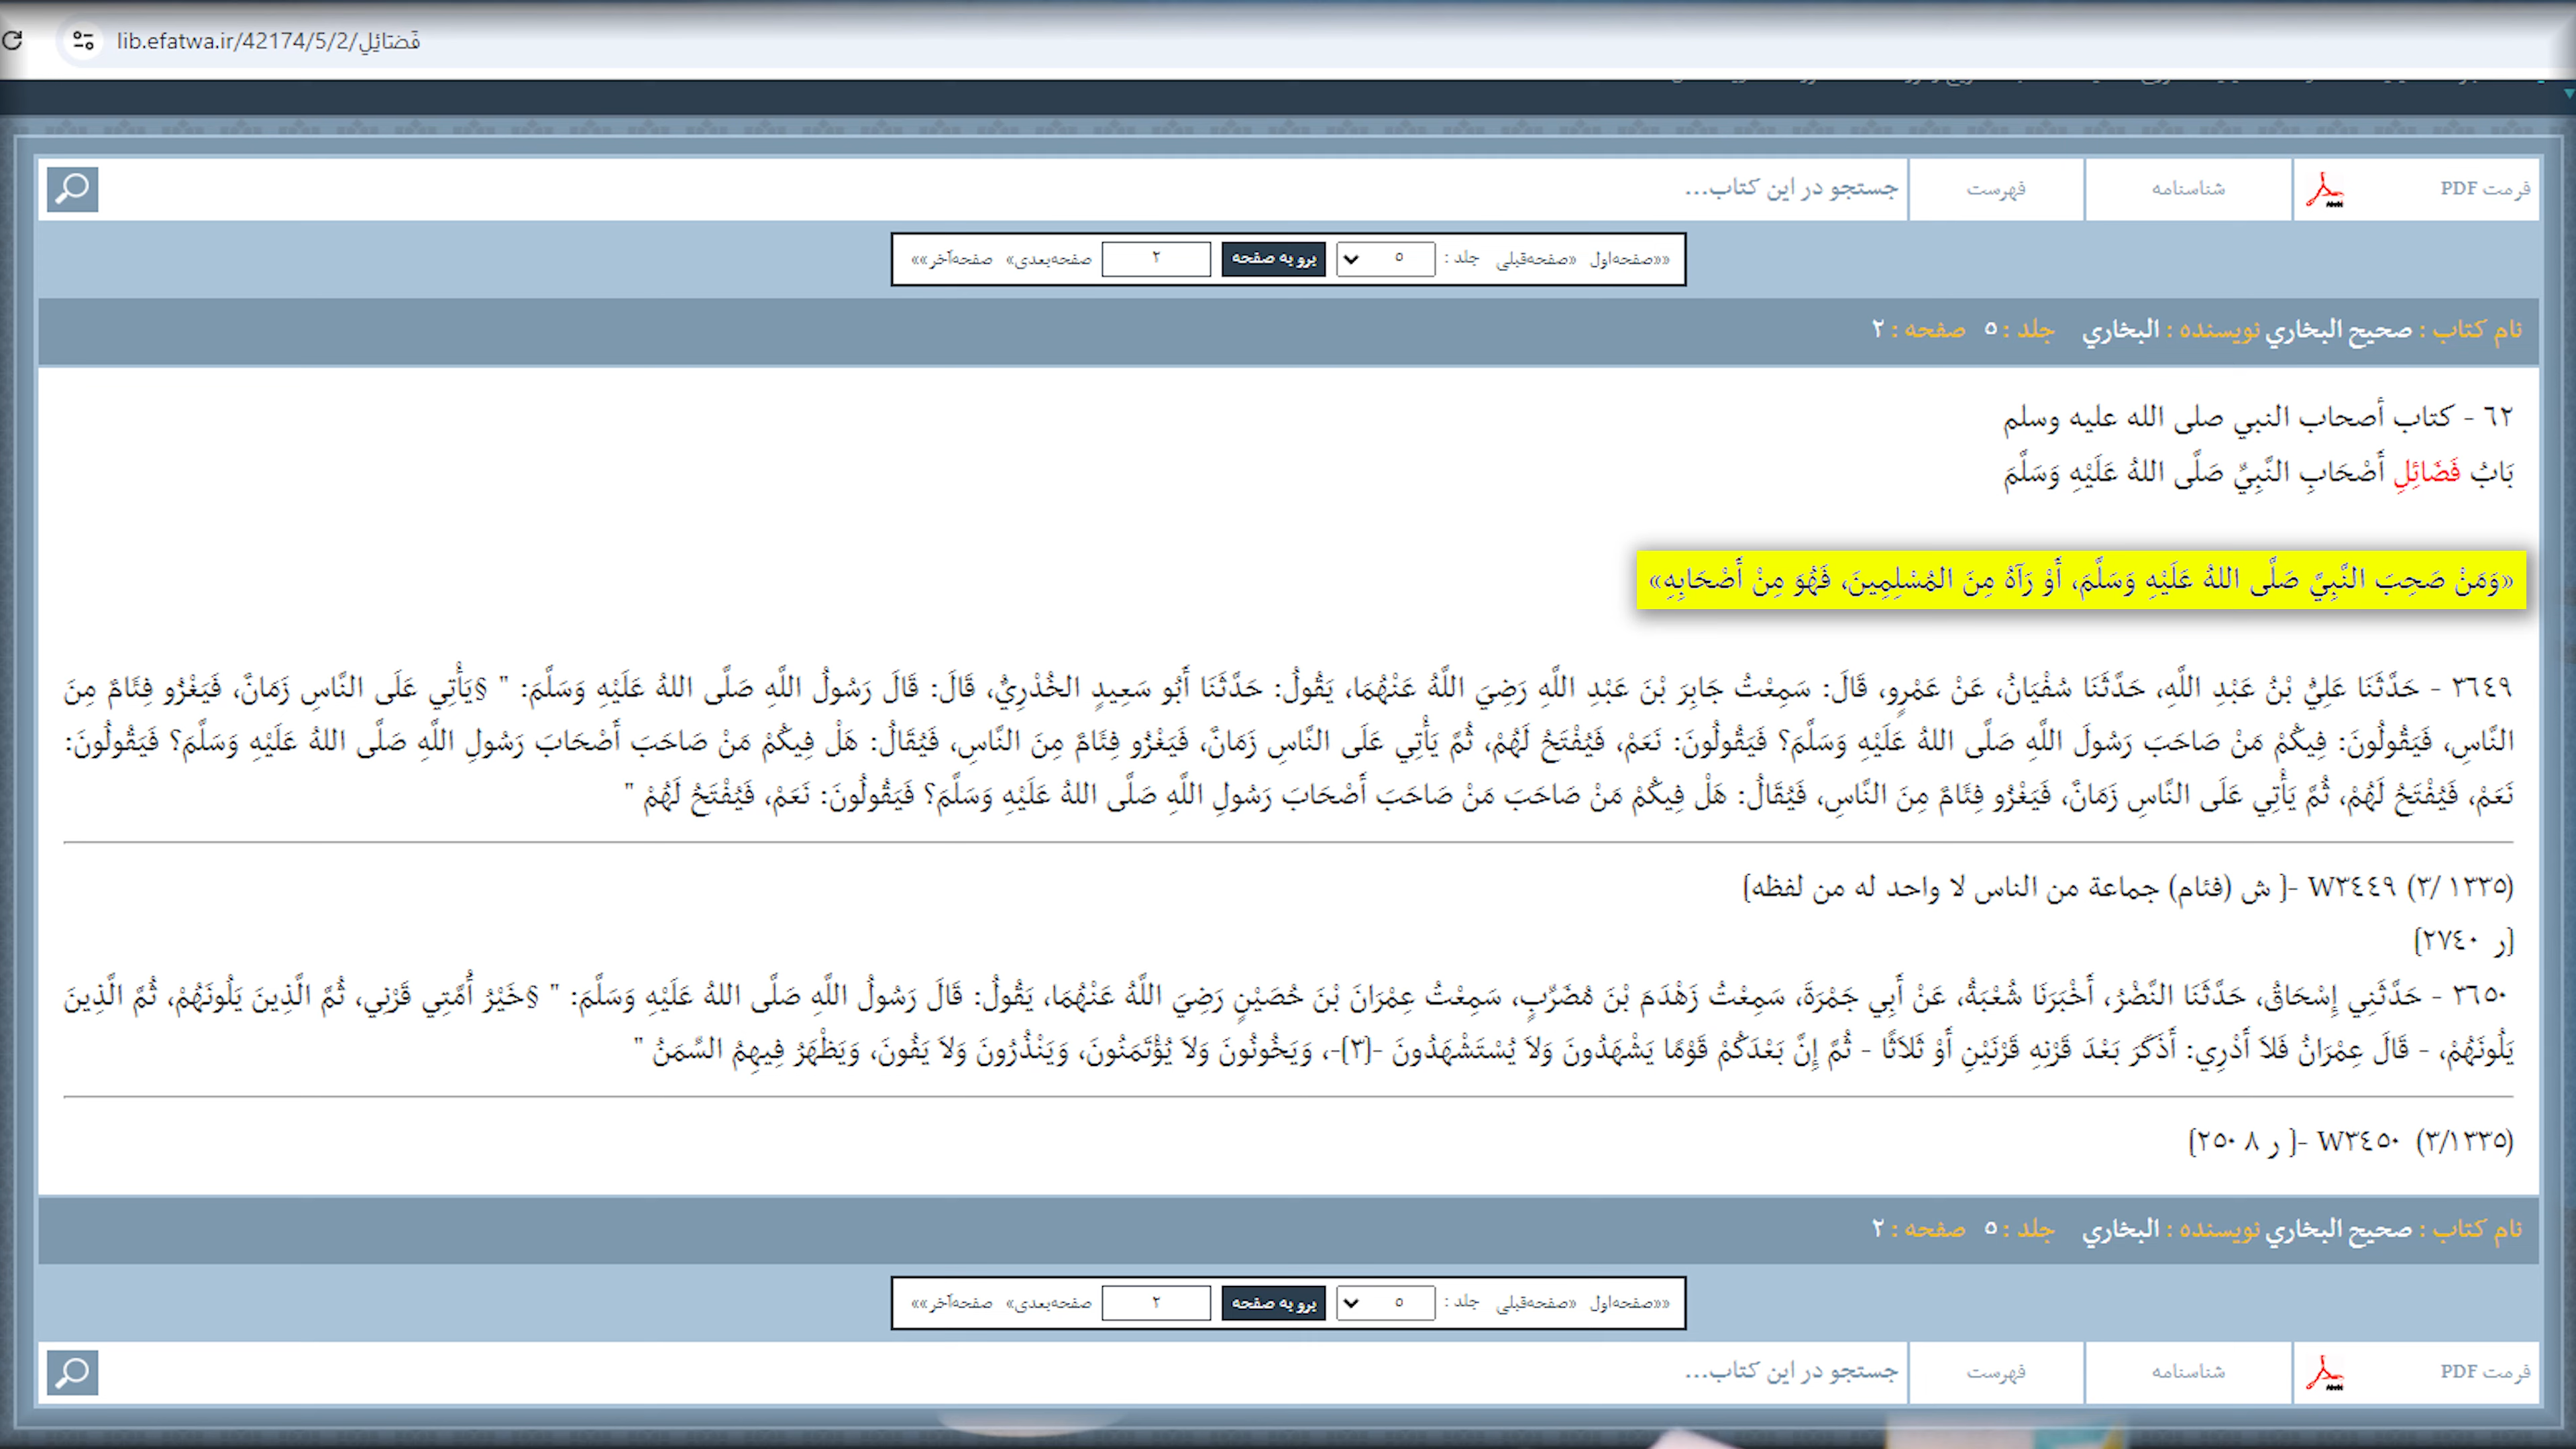 lib.efatwa.ir/42174/5/2/فَضائِلِ
فرمت PDF شناسنامه فهرست جستجو در این کتاب...
««صفحه‌اول «صفحه‌قبلی جلد : ٥ برو به صفحه ٢ صفحه‌بعدی» صفحه‌آخر»»
نام کتاب : صحيح البخاري نویسنده : البخاري جلد : ٥ صفحه : ٢
٦٢ - كتاب أصحاب النبي صلى الله عليه وسلم
بَابُ فَضَائِلِ أَصْحَابِ النَّبِيِّ صَلَّى اللهُ عَلَيْهِ وَسَلَّمَ
«وَمَنْ صَحِبَ النَّبِيَّ صَلَّى اللهُ عَلَيْهِ وَسَلَّمَ، أَوْ رَآهُ مِنَ المُسْلِمِينَ، فَهُوَ مِنْ أَصْحَابِهِ»
٣٦٤٩ - حَدَّثَنَا عَلِيُّ بْنُ عَبْدِ اللَّهِ، حَدَّثَنَا سُفْيَانُ، عَنْ عَمْرٍو، قَالَ: سَمِعْتُ جَابِرَ بْنَ عَبْدِ اللَّهِ رَضِيَ اللَّهُ عَنْهُمَا، يَقُولُ: حَدَّثَنَا أَبُو سَعِيدٍ الخُدْرِيُّ، قَالَ: قَالَ رَسُولُ اللَّهِ صَلَّى اللهُ عَلَيْهِ وَسَلَّمَ: " §يَأْتِي عَلَى النَّاسِ زَمَانٌ، فَيَغْزُو فِئَامٌ مِنَ
النَّاسِ، فَيَقُولُونَ: فِيكُمْ مَنْ صَاحَبَ رَسُولَ اللَّهِ صَلَّى اللهُ عَلَيْهِ وَسَلَّمَ؟ فَيَقُولُونَ: نَعَمْ، فَيُفْتَحُ لَهُمْ، ثُمَّ يَأْتِي عَلَى النَّاسِ زَمَانٌ، فَيَغْزُو فِئَامٌ مِنَ النَّاسِ، فَيُقَالُ: هَلْ فِيكُمْ مَنْ صَاحَبَ أَصْحَابَ رَسُولِ اللَّهِ صَلَّى اللهُ عَلَيْهِ وَسَلَّمَ؟ فَيَقُولُونَ:
نَعَمْ، فَيُفْتَحُ لَهُمْ، ثُمَّ يَأْتِي عَلَى النَّاسِ زَمَانٌ، فَيَغْزُو فِئَامٌ مِنَ النَّاسِ، فَيُقَالُ: هَلْ فِيكُمْ مَنْ صَاحَبَ مَنْ صَاحَبَ أَصْحَابَ رَسُولِ اللَّهِ صَلَّى اللهُ عَلَيْهِ وَسَلَّمَ؟ فَيَقُولُونَ: نَعَمْ، فَيُفْتَحُ لَهُمْ "
(١٣٣٥ /٣) W٣٤٤٩ -[ ش (فئام) جماعة من الناس لا واحد له من لفظه]
[ر ٢٧٤٠]
٣٦٥٠ - حَدَّثَنِي إِسْحَاقُ، حَدَّثَنَا النَّضْرُ، أَخْبَرَنَا شُعْبَةُ، عَنْ أَبِي جَمْرَةَ، سَمِعْتُ زَهْدَمَ بْنَ مُضَرِّبٍ، سَمِعْتُ عِمْرَانَ بْنَ حُصَيْنٍ رَضِيَ اللَّهُ عَنْهُمَا، يَقُولُ: قَالَ رَسُولُ اللَّهِ صَلَّى اللهُ عَلَيْهِ وَسَلَّمَ: " §خَيْرُ أُمَّتِي قَرْنِي، ثُمَّ الَّذِينَ يَلُونَهُمْ، ثُمَّ الَّذِينَ
يَلُونَهُمْ، - قَالَ عِمْرَانُ فَلاَ أَدْرِي: أَذَكَرَ بَعْدَ قَرْنِهِ قَرْنَيْنِ أَوْ ثَلاَثًا - ثُمَّ إِنَّ بَعْدَكُمْ قَوْمًا يَشْهَدُونَ وَلاَ يُسْتَشْهَدُونَ -[٣]-، وَيَخُونُونَ وَلاَ يُؤْتَمَنُونَ، وَيَنْذُرُونَ وَلاَ يَفُونَ، وَيَظْهَرُ فِيهِمُ السِّمَنُ "
(٣/١٣٣٥) W٣٤٥٠ -[ ر ٢٥٠٨]
نام کتاب : صحيح البخاري نویسنده : البخاري جلد : ٥ صفحه : ٢
««صفحه‌اول «صفحه‌قبلی جلد : ٥ برو به صفحه ٢ صفحه‌بعدی» صفحه‌آخر»»
فرمت PDF شناسنامه فهرست جستجو در این کتاب...